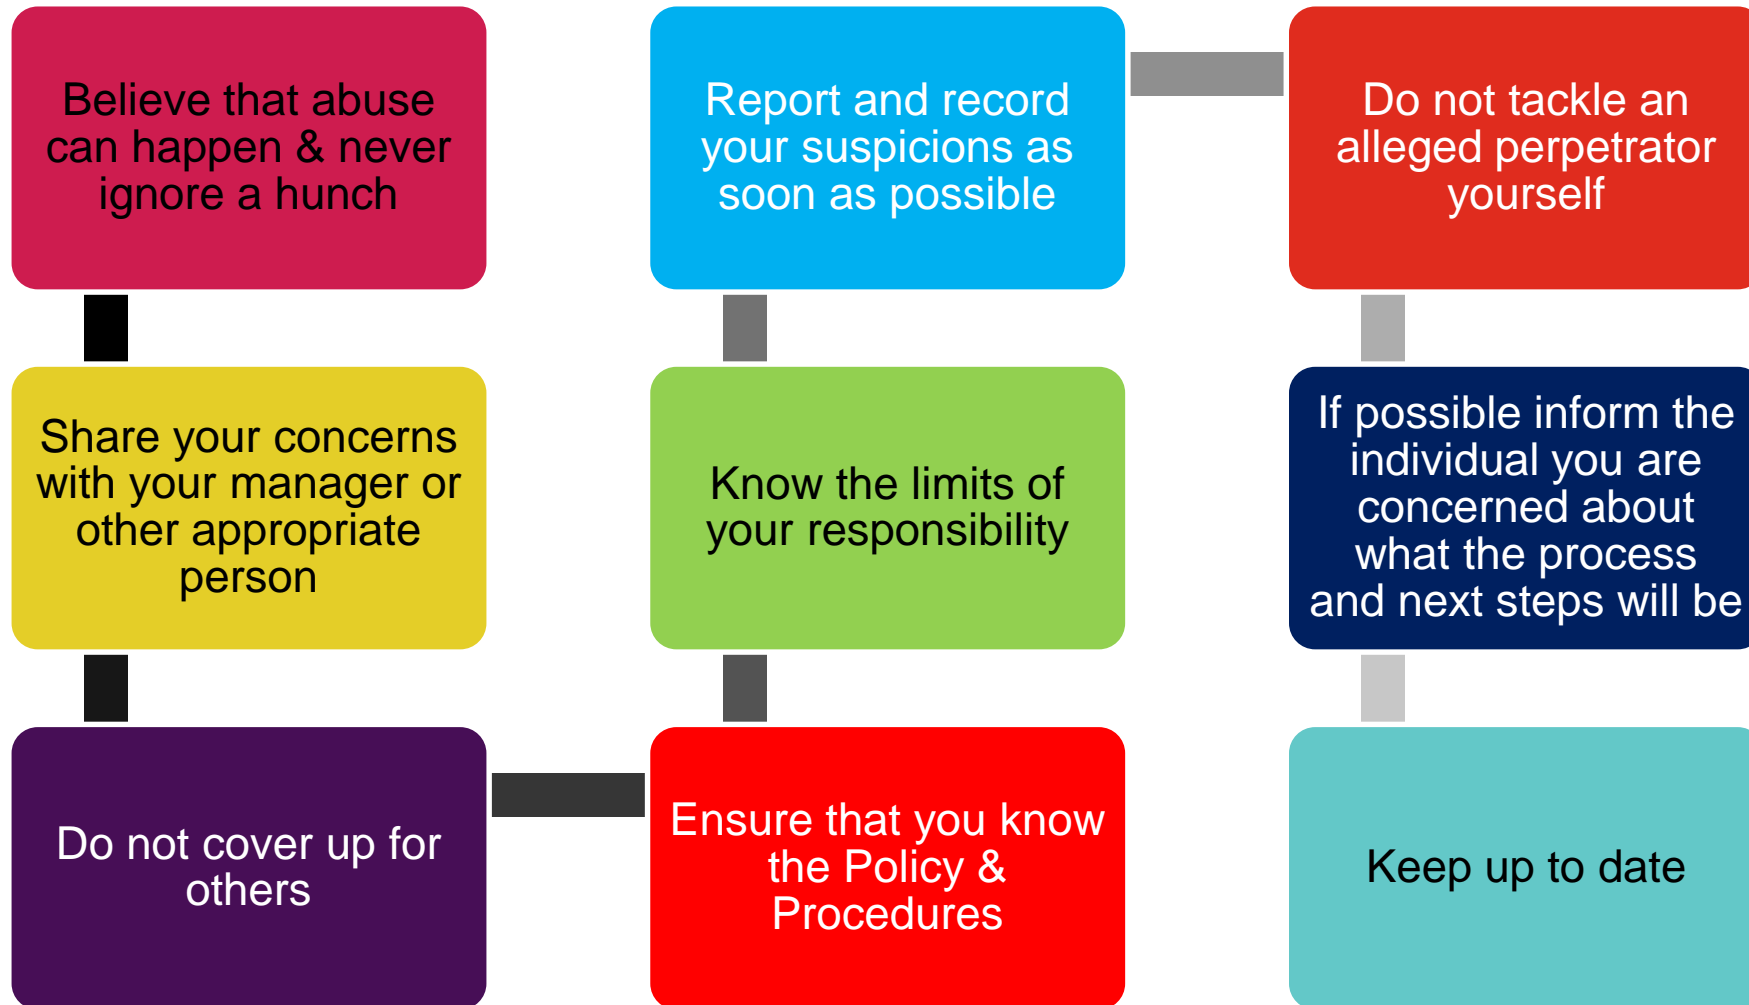 Believe that abuse
can happen & never
ignore a hunch
Share your concerns
with your manager or
other appropriate
person
Do not cover up for
others
Ensure that you know
the Policy &
Procedures
Know the limits of
your responsibility
Report and record
your suspicions as
soon as possible
Do not tackle an
alleged perpetrator
yourself
If possible inform the
individual you are
concerned about
what the process
and next steps will be
Keep up to date